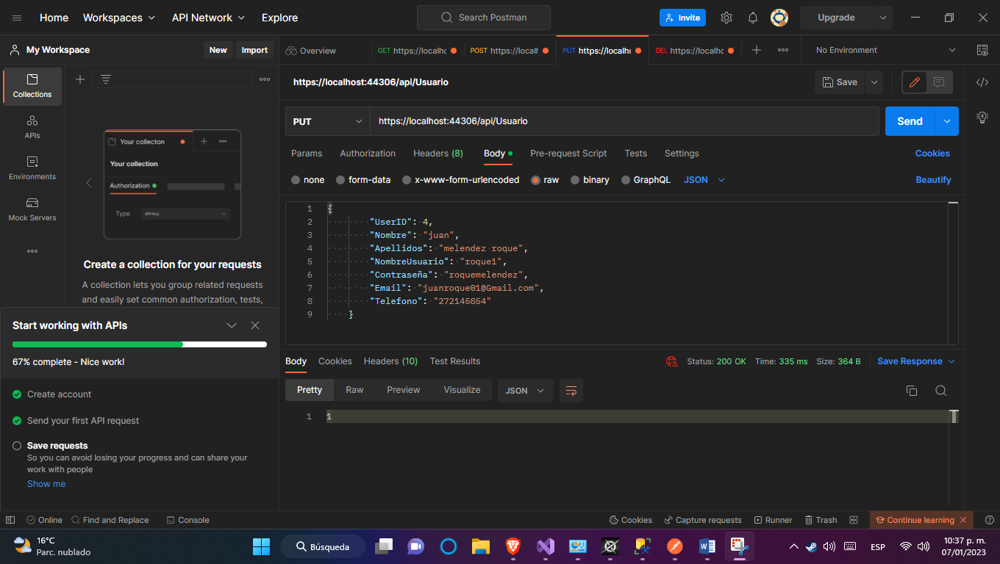 Home Workspaces API Network Explore Search Postman Invite Upgrade
My Workspace New Import Overview GET https://localhc POST https://localh PUT https://localhc DEL https://localhc No Environment
Collections
APIs
Environments
Mock Servers
Your collecton
Your collection
Authorization
Type API Key
Create a collection for your requests
A collection lets you group related requests
and easily set common authorization, tests,
Start working with APIs
67% complete - Nice work!
Create account
Send your first API request
Save requests
So you can avoid losing your progress and can share your
work with people
Show me
https://localhost:44306/api/Usuario Save
PUT https://localhost:44306/api/Usuario Send
Params Authorization Headers (8) Body Pre-request Script Tests Settings Cookies
none form-data x-www-form-urlencoded raw binary GraphQL JSON Beautify
1 {
2 "UserID": 4,
3 "Nombre": "juan",
4 "Apellidos": "melendez roque",
5 "NombreUsuario": "roque1",
6 "Contraseña": "roquemelendez",
7 "Email": "juanroque01@Gmail.com",
8 "Telefono": "272145854"
9 }
Body Cookies Headers (10) Test Results Status: 200 OK Time: 335 ms Size: 364 B Save Response
Pretty Raw Preview Visualize JSON
1 1
Online Find and Replace Console Cookies Capture requests Runner Trash Continue learning
16°C
Parc. nublado
Búsqueda
ESP
10:37 p. m.
07/01/2023